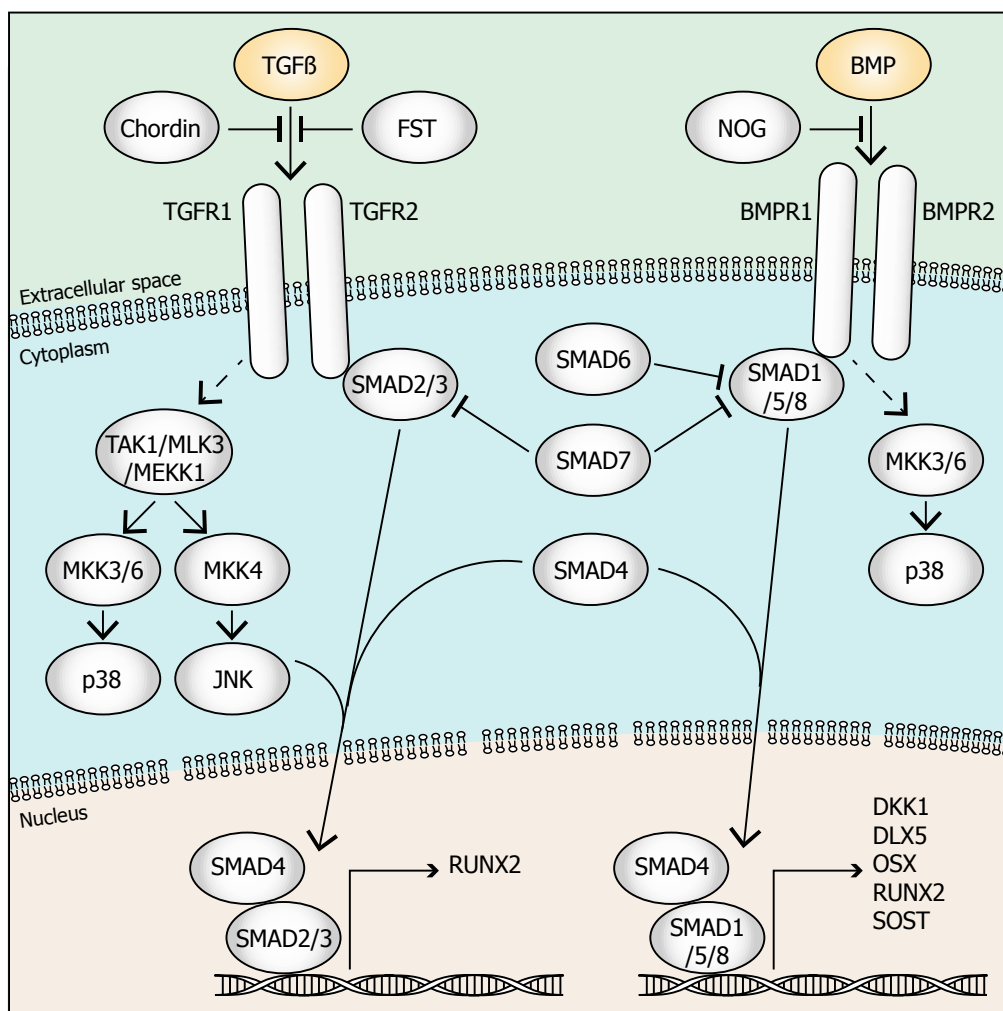 TGFß
BMP
Chordin
FST
NOG
TGFR1
TGFR2
BMPR1
BMPR2
Extracellular space
Cytoplasm
SMAD2/3
SMAD6
SMAD1
/5/8
TAK1/MLK3
/MEKK1
SMAD7
MKK3/6
MKK3/6
MKK4
SMAD4
p38
p38
JNK
Nucleus
SMAD4
RUNX2
SMAD2/3
SMAD4
SMAD1
/5/8
DKK1
DLX5
OSX
RUNX2
SOST